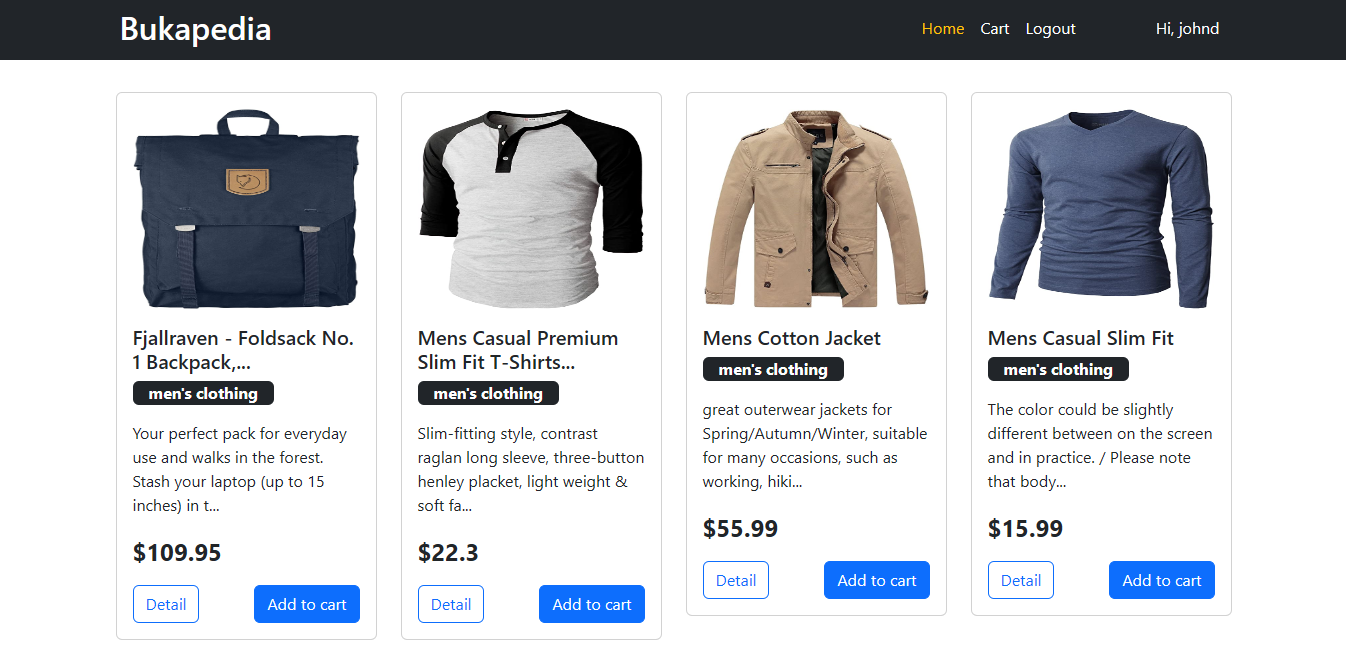 Bukapedia
Home Cart Logout Hi, johnd
Fjallraven - Foldsack No.
1 Backpack,...
men's clothing
Your perfect pack for everyday
use and walks in the forest.
Stash your laptop (up to 15
inches) in t...
$109.95
Detail Add to cart
Mens Casual Premium
Slim Fit T-Shirts...
men's clothing
Slim-fitting style, contrast
raglan long sleeve, three-button
henley placket, light weight &
soft fa...
$22.3
Detail Add to cart
Mens Cotton Jacket
men's clothing
great outerwear jackets for
Spring/Autumn/Winter, suitable
for many occasions, such as
working, hiki...
$55.99
Detail Add to cart
Mens Casual Slim Fit
men's clothing
The color could be slightly
different between on the screen
and in practice. / Please note
that body...
$15.99
Detail Add to cart